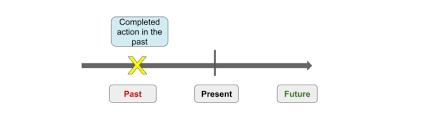 Completed
action in the
past
Past
Present
Future